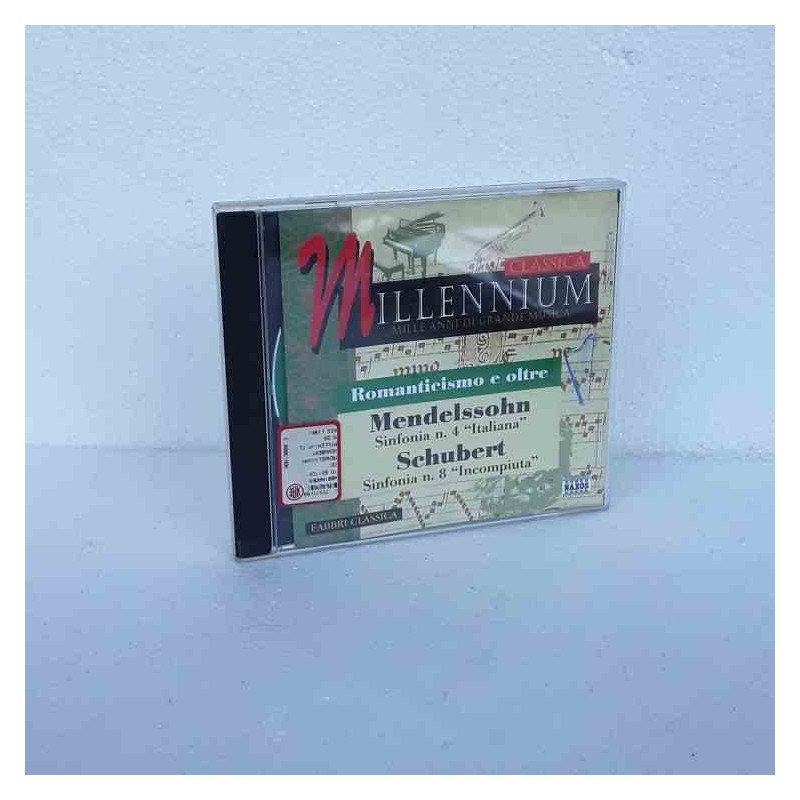 CLASSICA
MILLENNIUM
MILLE ANNI DI GRANDE MUSICA
mino
Romanticismo e oltre
Mendelssohn
Sinfonia n. 4 “Italiana”
Schubert
Sinfonia n. 8 “Incompiuta”
FABBRI CLASSICA
NAXOS